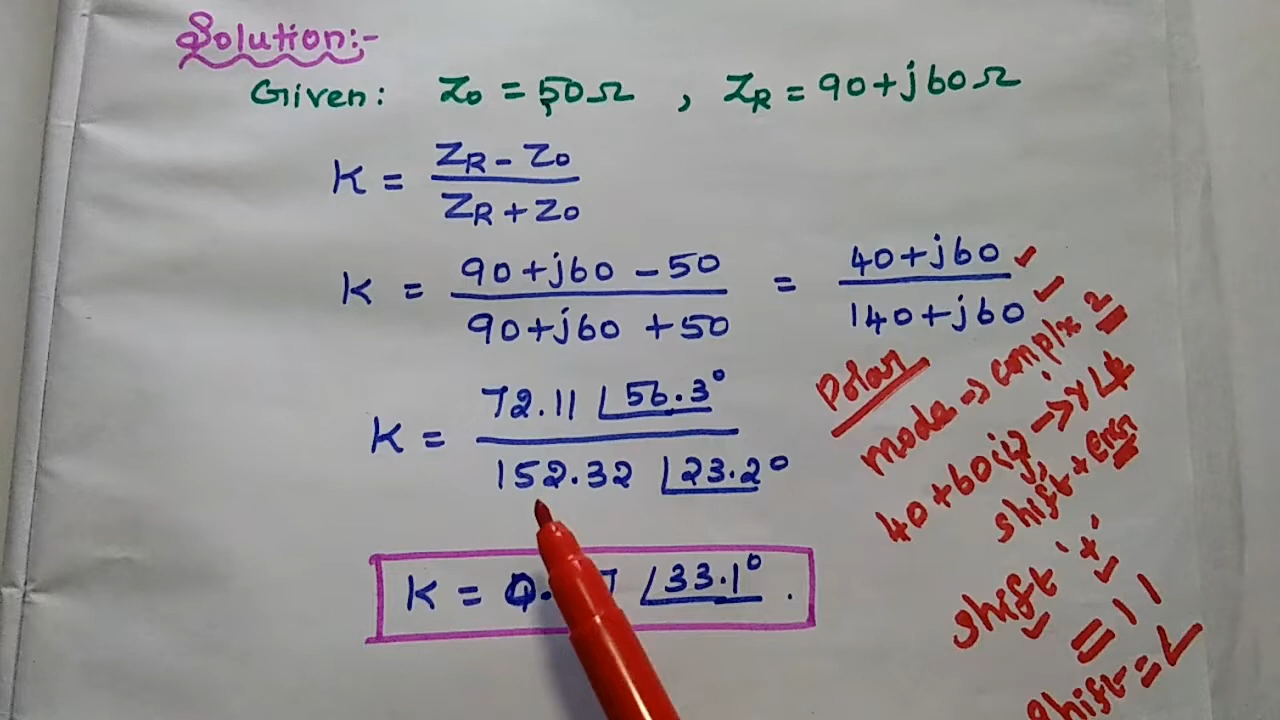 Solution:-
Given: Z0 = 50Ω , ZR = 90+j60Ω
K = ZR - Z0
ZR + Z0
K = 90+j60 - 50 = 40+j60
90+j60 + 50 140+j60
K = 72.11 ∠56.3°
152.32 ∠23.2°
K = ∠33.1° .
Polar
mode => complx 2
40+60i(j) → r∠
shift + Eng
shift '+'
=
shift = ∠